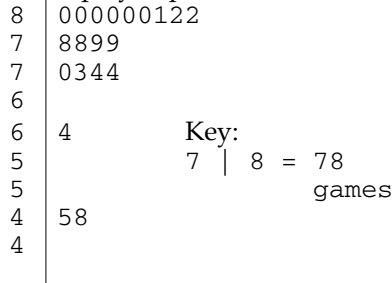 8 | 000000122
7 | 8899
7 | 0344
6 |
6 | 4 Key:
5 | 7 | 8 = 78
5 | games
4 | 58
4 |